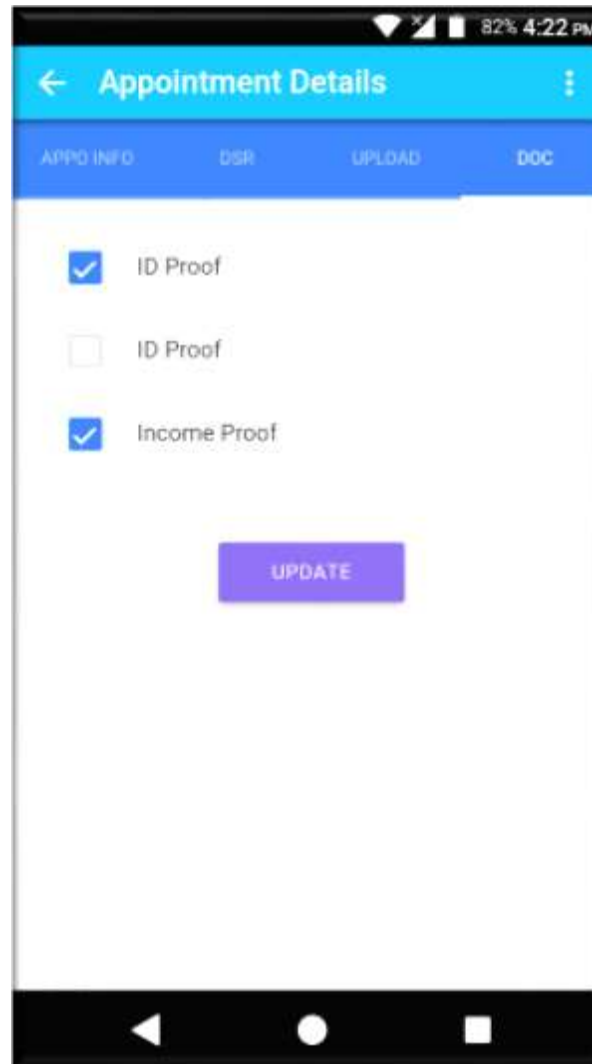 82% 4:22 PM
Appointment Details
APPO INFO DSR UPLOAD DOC
ID Proof
ID Proof
Income Proof
UPDATE